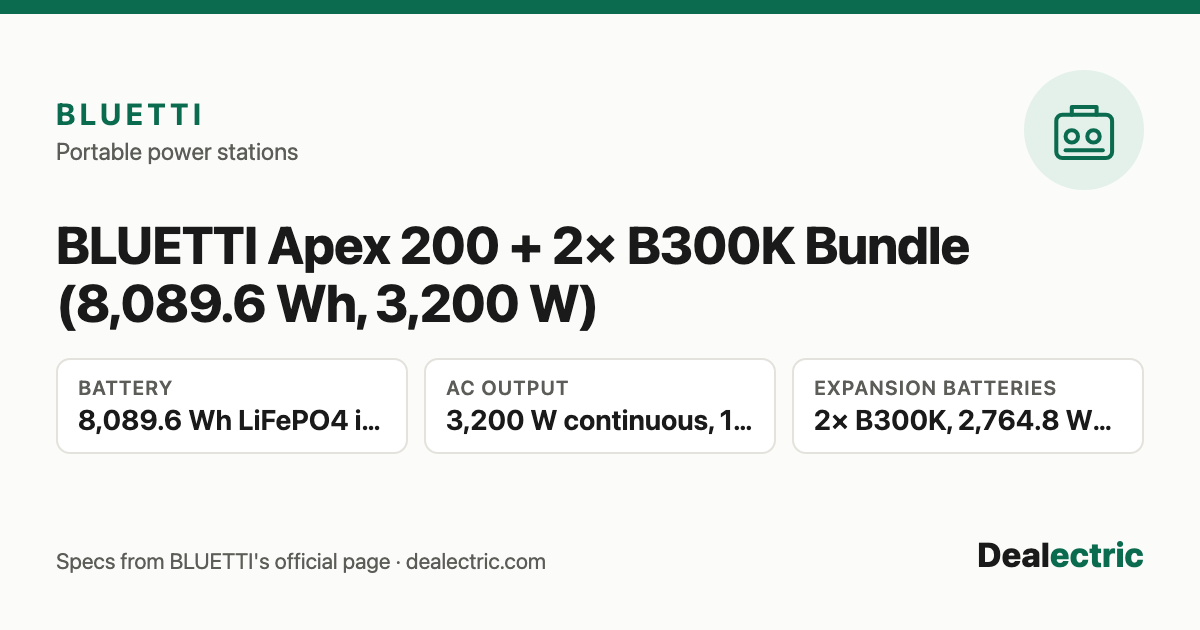 BLUETTI
Portable power stations
BLUETTI Apex 200 + 2× B300K Bundle
(8,089.6 Wh, 3,200 W)
BATTERY
8,089.6 Wh LiFePO4 i...
AC OUTPUT
3,200 W continuous, 1...
EXPANSION BATTERIES
2× B300K, 2,764.8 W...
Specs from BLUETTI's official page · dealectric.com
Dealectric